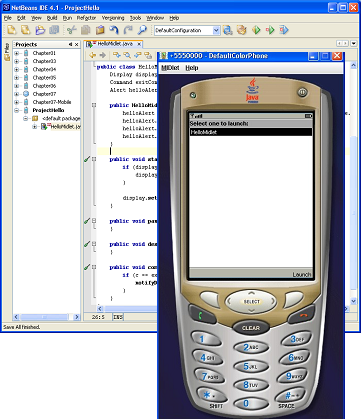 NetBeans IDE 4.1 - ProjectHello
File Edit View Navigate Source Build Run Refactor Versioning Tools Window Help
DefaultConfiguration
Files
Projects
HelloMidlet.java
Chapter01
Chapter03
Chapter04
Chapter05
Chapter06
Chapter07
Chapter07-Mobile
ProjectHello
<default package
HelloMidlet.jav
public class HelloM
Display display
Command exitCom
Alert helloAler
public HelloMid
helloAlert.
helloAlert.
helloAlert.
helloAlert.
}
public void sta
if (display
display
}
display.set
}
public void pau
}
public void des
}
public void com
if (c == ex
notifyD
}
}
26:5 INS
Save All finished.
+5550000 - DefaultColorPhone
MIDlet Help
Java
Select one to launch:
HelloMidlet
Launch
SELECT
CLEAR
1
2 ABC
3 DEF
4 GHI
5 JKL
6 MNO
7 PQRS
8 TUV
9 WXYZ
*
0
#
SHIFT
SPACE